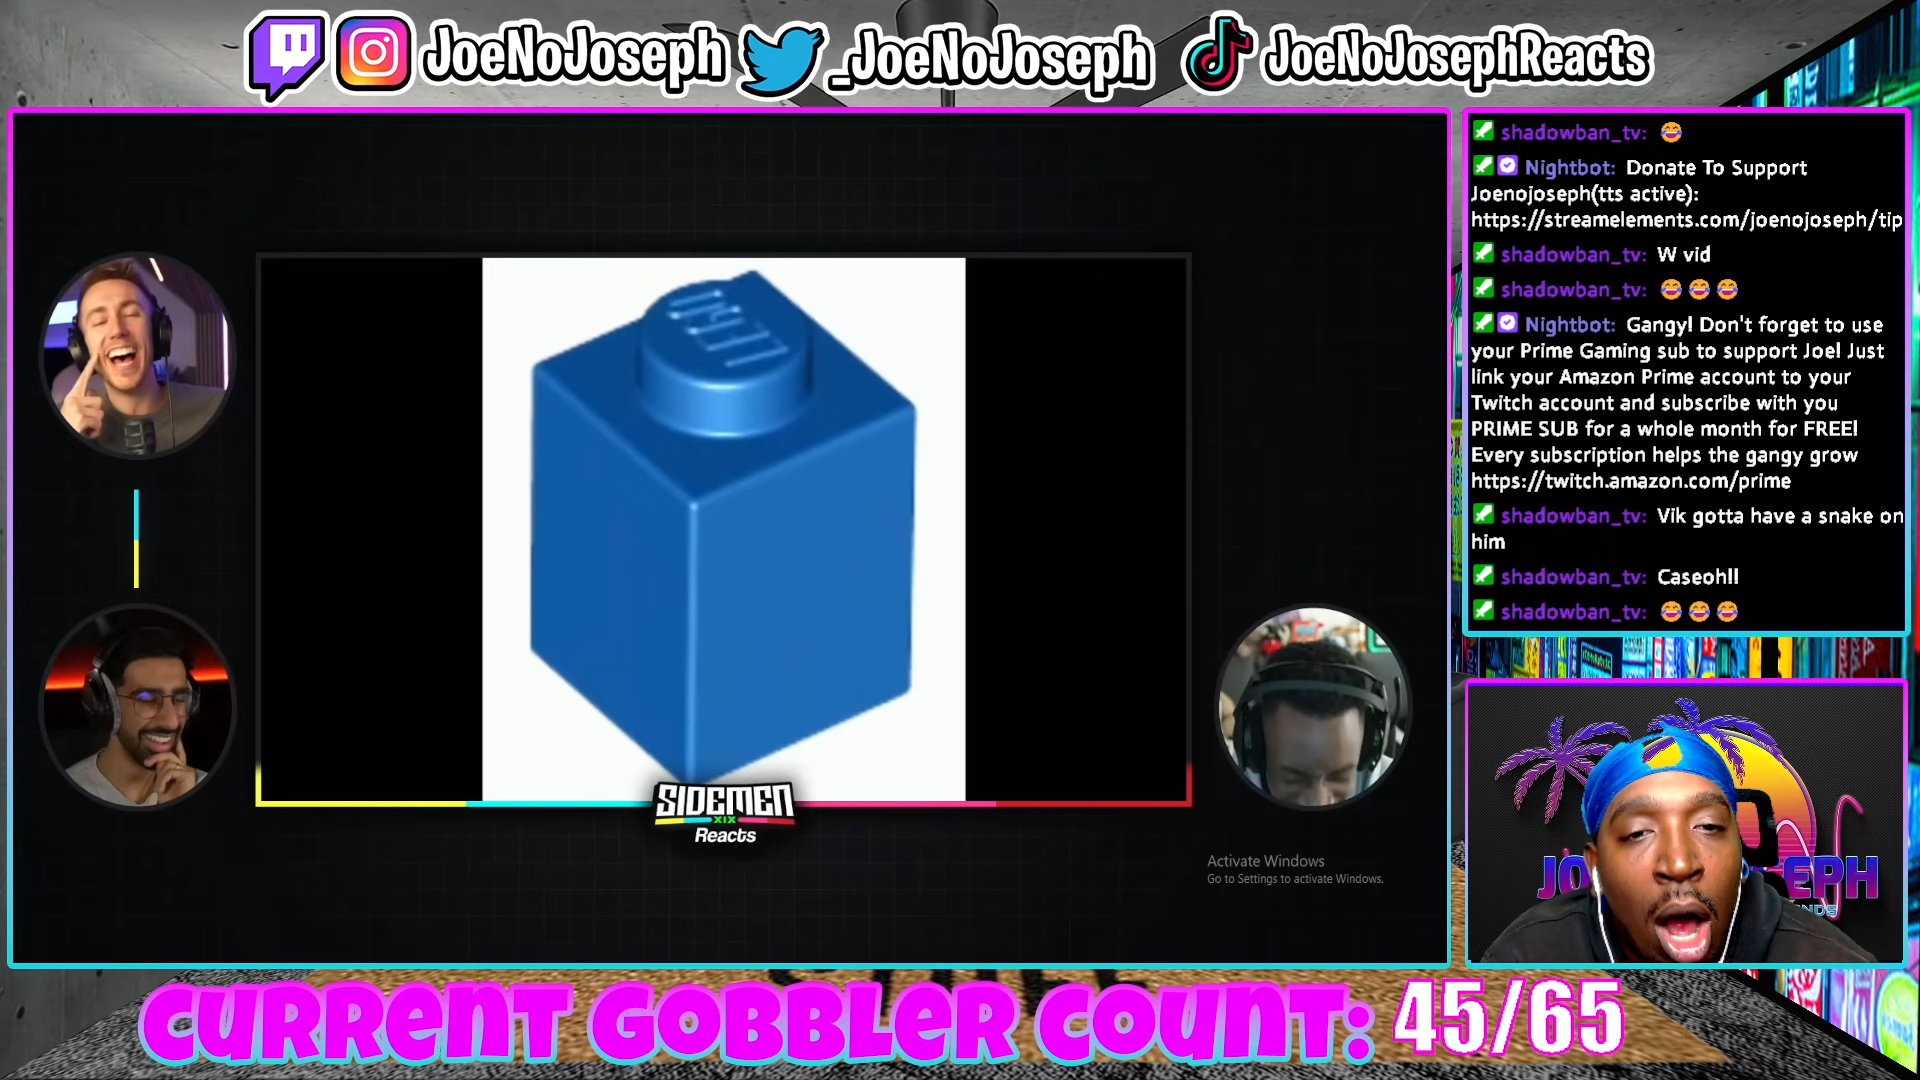 JoeNoJoseph _JoeNoJoseph JoeNoJosephReacts
shadowban_tv: 😂
Nightbot: Donate To Support
Joenojoseph(tts active):
https://streamelements.com/joenojoseph/tip
shadowban_tv: W vid
shadowban_tv: 😂 😂 😂
Nightbot: Gangy! Don't forget to use
your Prime Gaming sub to support Joe! Just
link your Amazon Prime account to your
Twitch account and subscribe with you
PRIME SUB for a whole month for FREE!
Every subscription helps the gangy grow
https://twitch.amazon.com/prime
shadowban_tv: Vik gotta have a snake on
him
shadowban_tv: Caseoh!!
shadowban_tv: 😂 😂 😂
LEGO
SIDEMEN
XIX
Reacts
Activate Windows
Go to Settings to activate Windows.
CURRENT GOBBLER COUNT: 45/65